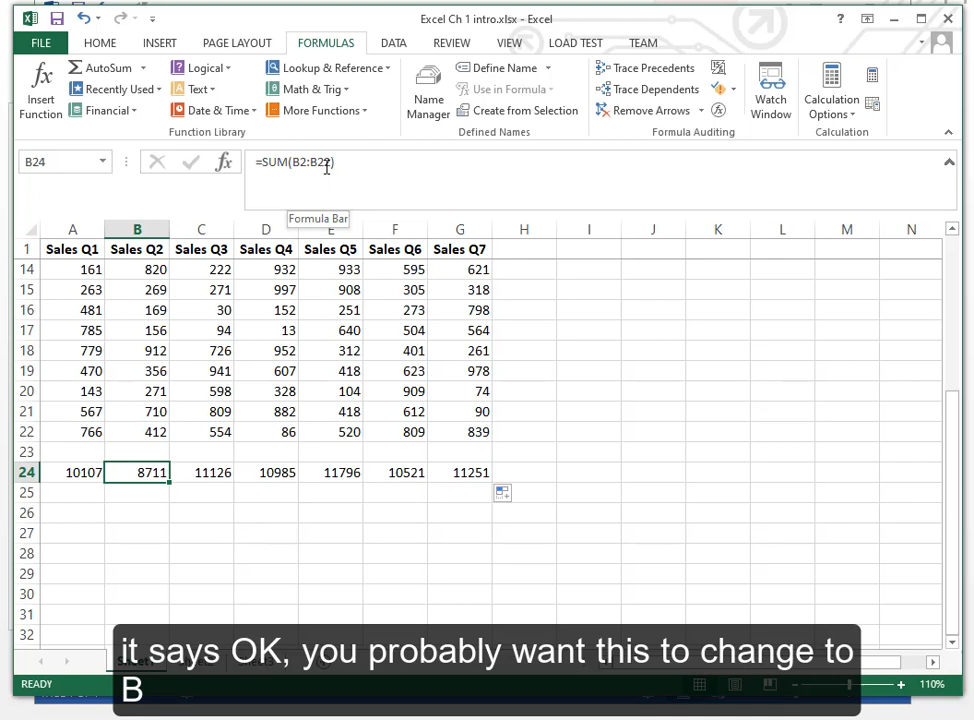 Excel Ch 1 intro.xlsx - Excel
?
FILE HOME INSERT PAGE LAYOUT FORMULAS DATA REVIEW VIEW LOAD TEST TEAM
fx Insert Function
AutoSum
Recently Used
Financial
Logical
Text
Date & Time
Lookup & Reference
Math & Trig
More Functions
Function Library
Name Manager
Define Name
Use in Formula
Create from Selection
Defined Names
Trace Precedents
Trace Dependents
Remove Arrows
Formula Auditing
Watch Window
Calculation Options
Calculation
B24 fx =SUM(B2:B22)
Formula Bar
A B C D E F G H I J K L M N
1 Sales Q1 Sales Q2 Sales Q3 Sales Q4 Sales Q5 Sales Q6 Sales Q7
14 161 820 222 932 933 595 621
15 263 269 271 997 908 305 318
16 481 169 30 152 251 273 798
17 785 156 94 13 640 504 564
18 779 912 726 952 312 401 261
19 470 356 941 607 418 623 978
20 143 271 598 328 104 909 74
21 567 710 809 882 418 612 90
22 766 412 554 86 520 809 839
23
24 10107 8711 11126 10985 11796 10521 11251
25
26
27
28
29
30
31
32
it says OK, you probably want this to change to
B
READY 110%